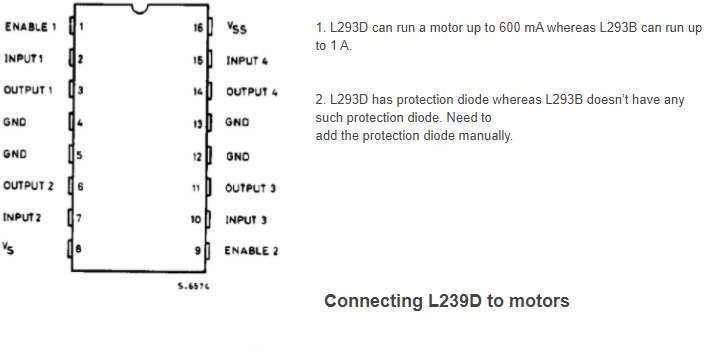 ENABLE 1 1 16 VSS
INPUT 1 2 15 INPUT 4
OUTPUT 1 3 14 OUTPUT 4
GND 4 13 GND
GND 5 12 GND
OUTPUT 2 6 11 OUTPUT 3
INPUT 2 7 10 INPUT 3
VS 8 9 ENABLE 2
S.6574
1. L293D can run a motor up to 600 mA whereas L293B can run up
to 1 A.
2. L293D has protection diode whereas L293B doesn't have any
such protection diode. Need to
add the protection diode manually.
Connecting L239D to motors